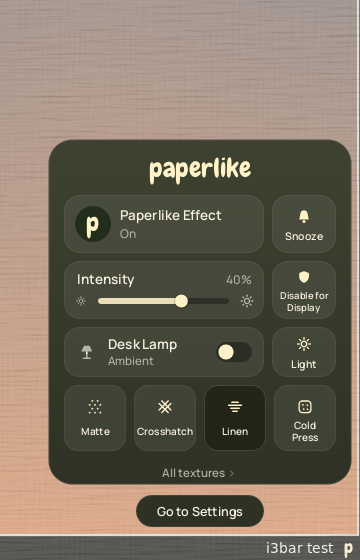 paperlike
p
Paperlike Effect
On
Snooze
Intensity
40%
Disable for
Display
Desk Lamp
Ambient
Light
Matte
Crosshatch
Linen
Cold
Press
All textures >
Go to Settings
i3bar test p